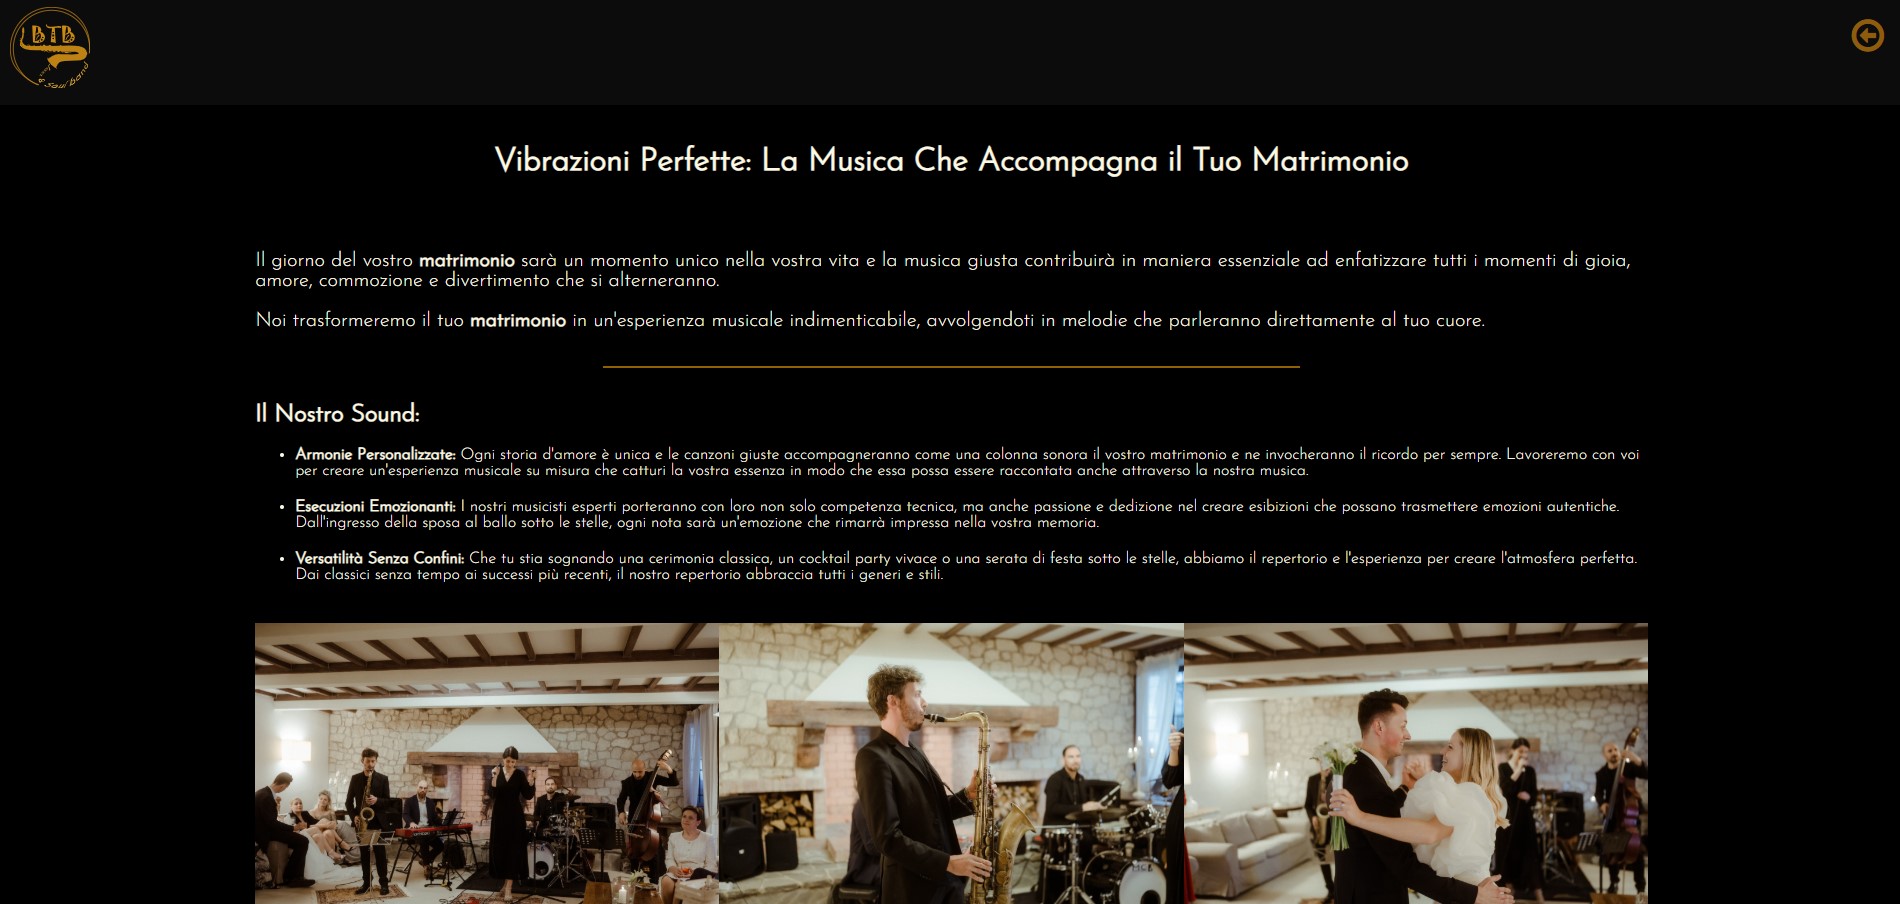 BTB
& soul band
Vibrazioni Perfette: La Musica Che Accompagna il Tuo Matrimonio
Il giorno del vostro matrimonio sarà un momento unico nella vostra vita e la musica giusta contribuirà in maniera essenziale ad enfatizzare tutti i momenti di gioia,
amore, commozione e divertimento che si alterneranno.
Noi trasformeremo il tuo matrimonio in un'esperienza musicale indimenticabile, avvolgendoti in melodie che parleranno direttamente al tuo cuore.
Il Nostro Sound:
Armonie Personalizzate: Ogni storia d'amore è unica e le canzoni giuste accompagneranno come una colonna sonora il vostro matrimonio e ne invocheranno il ricordo per sempre. Lavoreremo con voi
per creare un'esperienza musicale su misura che catturi la vostra essenza in modo che essa possa essere raccontata anche attraverso la nostra musica.
Esecuzioni Emozionanti: I nostri musicisti esperti porteranno con loro non solo competenza tecnica, ma anche passione e dedizione nel creare esibizioni che possano trasmettere emozioni autentiche.
Dall'ingresso della sposa al ballo sotto le stelle, ogni nota sarà un'emozione che rimarrà impressa nella vostra memoria.
Versatilità Senza Confini: Che tu stia sognando una cerimonia classica, un cocktail party vivace o una serata di festa sotto le stelle, abbiamo il repertorio e l'esperienza per creare l'atmosfera perfetta.
Dai classici senza tempo ai successi più recenti, il nostro repertorio abbraccia tutti i generi e stili.